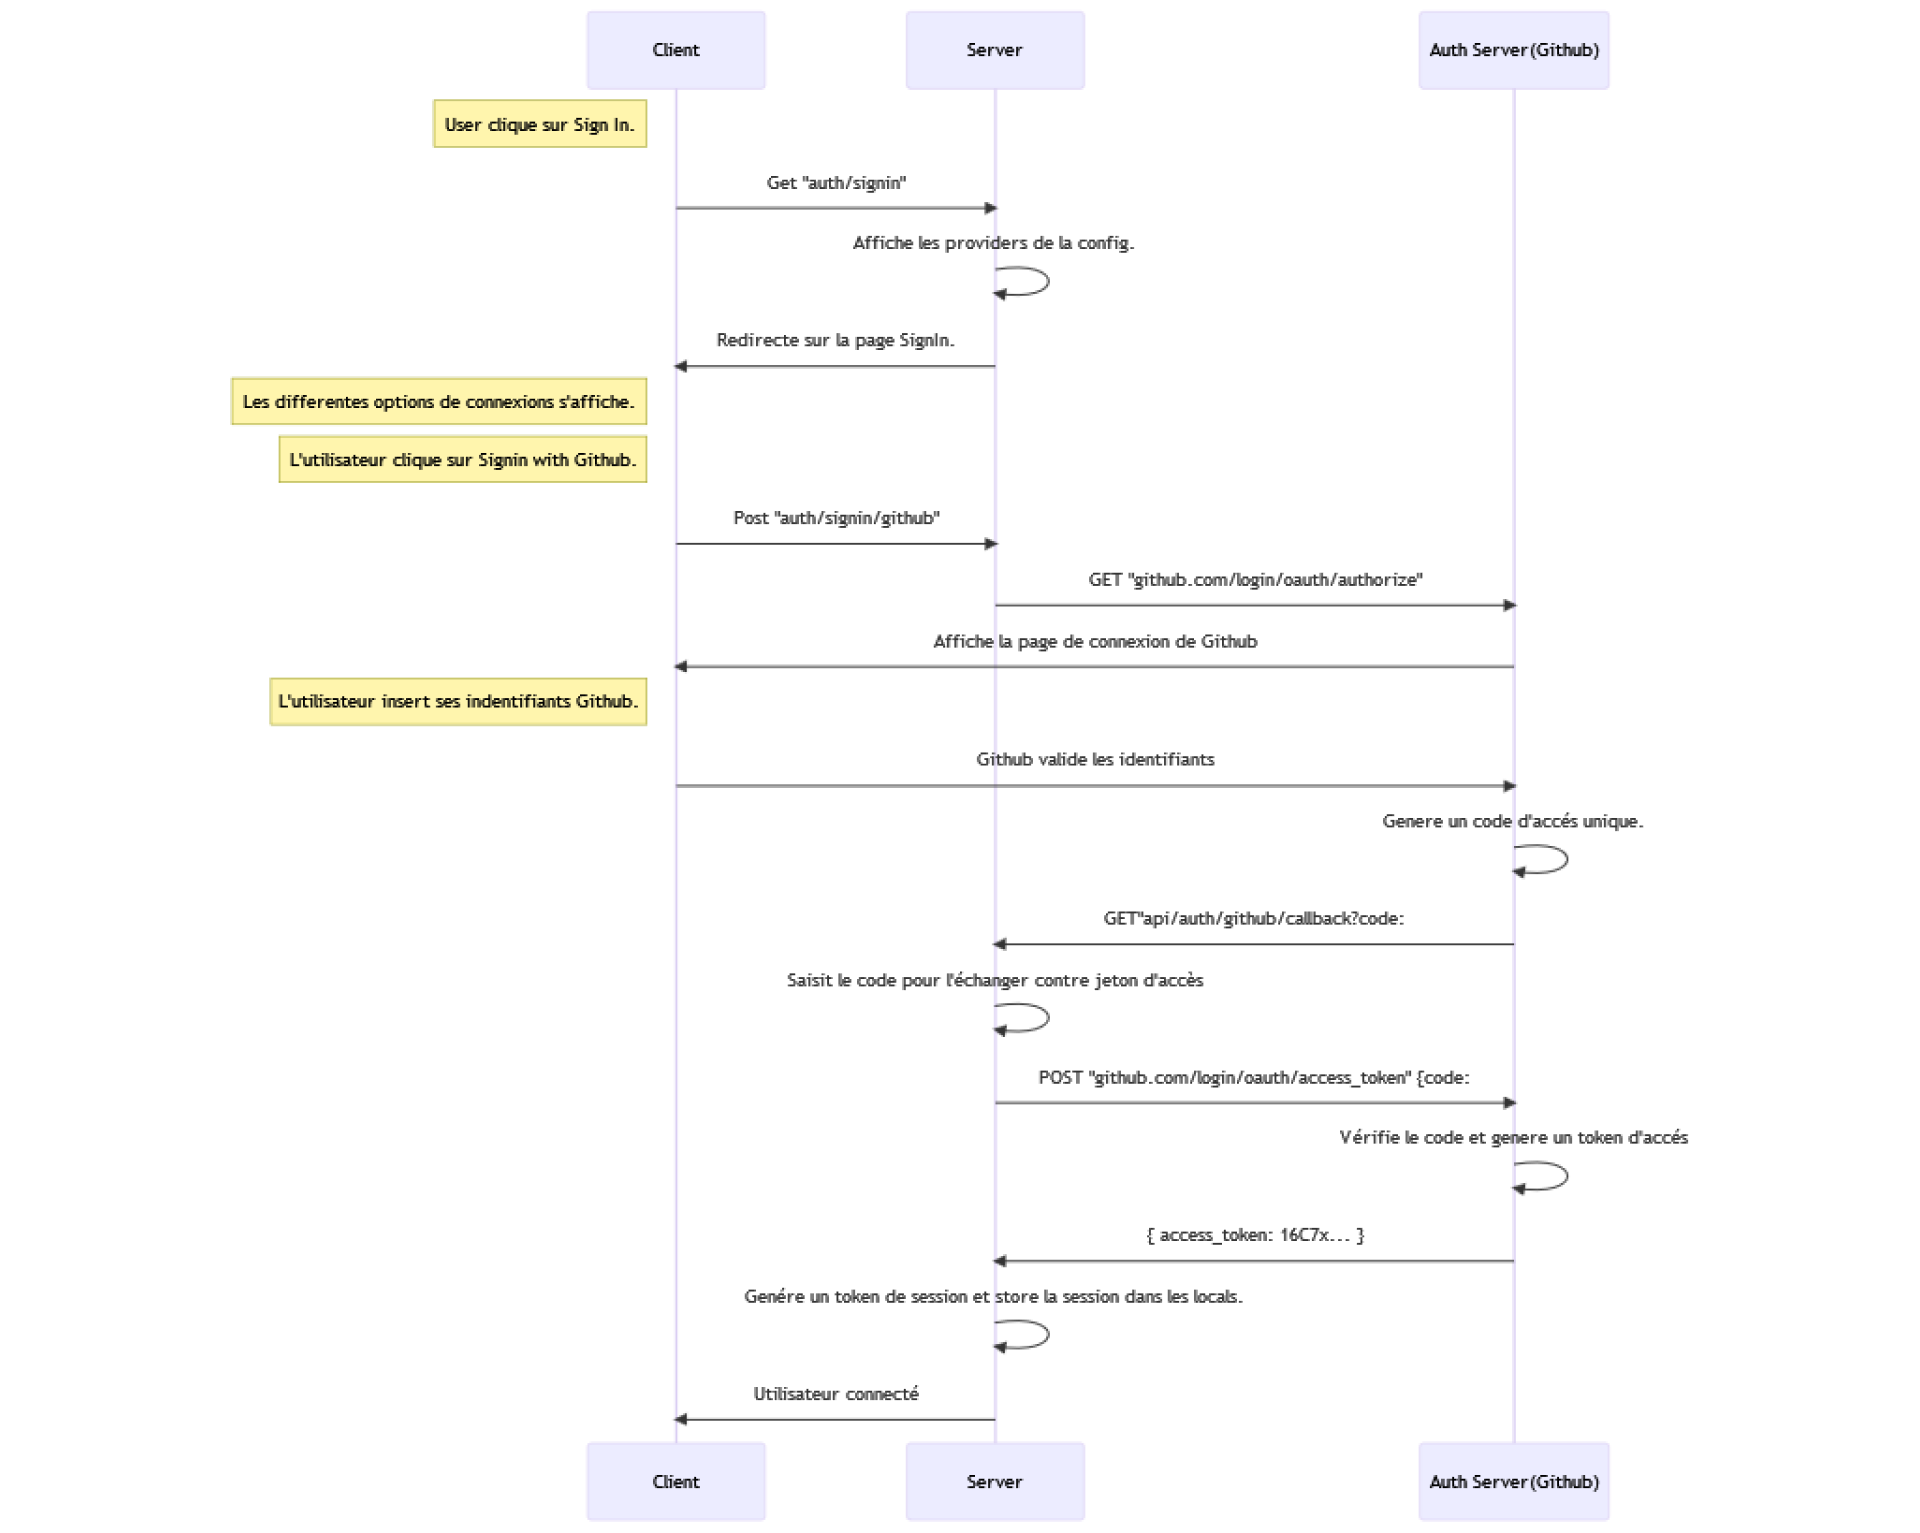 Client
Server
Auth Server(Github)
User clique sur Sign In.
Get "auth/signin"
Affiche les providers de la config.
Redirecte sur la page SignIn.
Les differentes options de connexions s'affiche.
L'utilisateur clique sur Signin with Github.
Post "auth/signin/github"
GET "github.com/login/oauth/authorize"
Affiche la page de connexion de Github
L'utilisateur insert ses indentifiants Github.
Github valide les identifiants
Genere un code d'accés unique.
GET"api/auth/github/callback?code:
Saisit le code pour l'échanger contre jeton d'accès
POST "github.com/login/oauth/access_token" {code:
Vérifie le code et genere un token d'accés
{ access_token: 16C7x... }
Genére un token de session et store la session dans les locals.
Utilisateur connecté
Client
Server
Auth Server(Github)